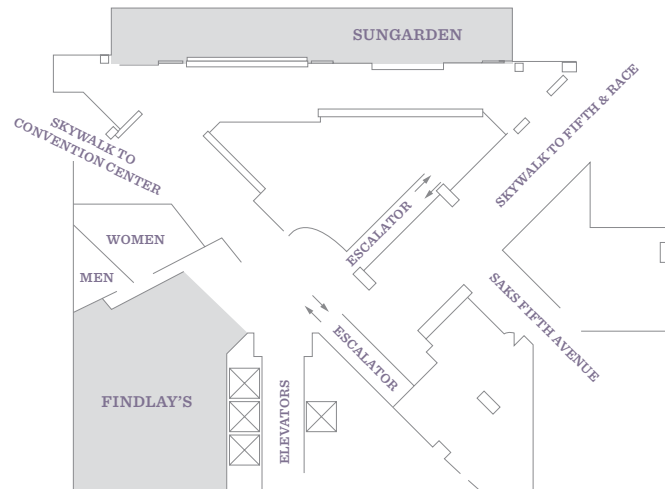 SUNGARDEN
SKYWALK TO
CONVENTION CENTER
SKYWALK TO FIFTH & RACE
WOMEN
ESCALATOR
MEN
SAKS FIFTH AVENUE
ESCALATOR
FINDLAY'S
ELEVATORS